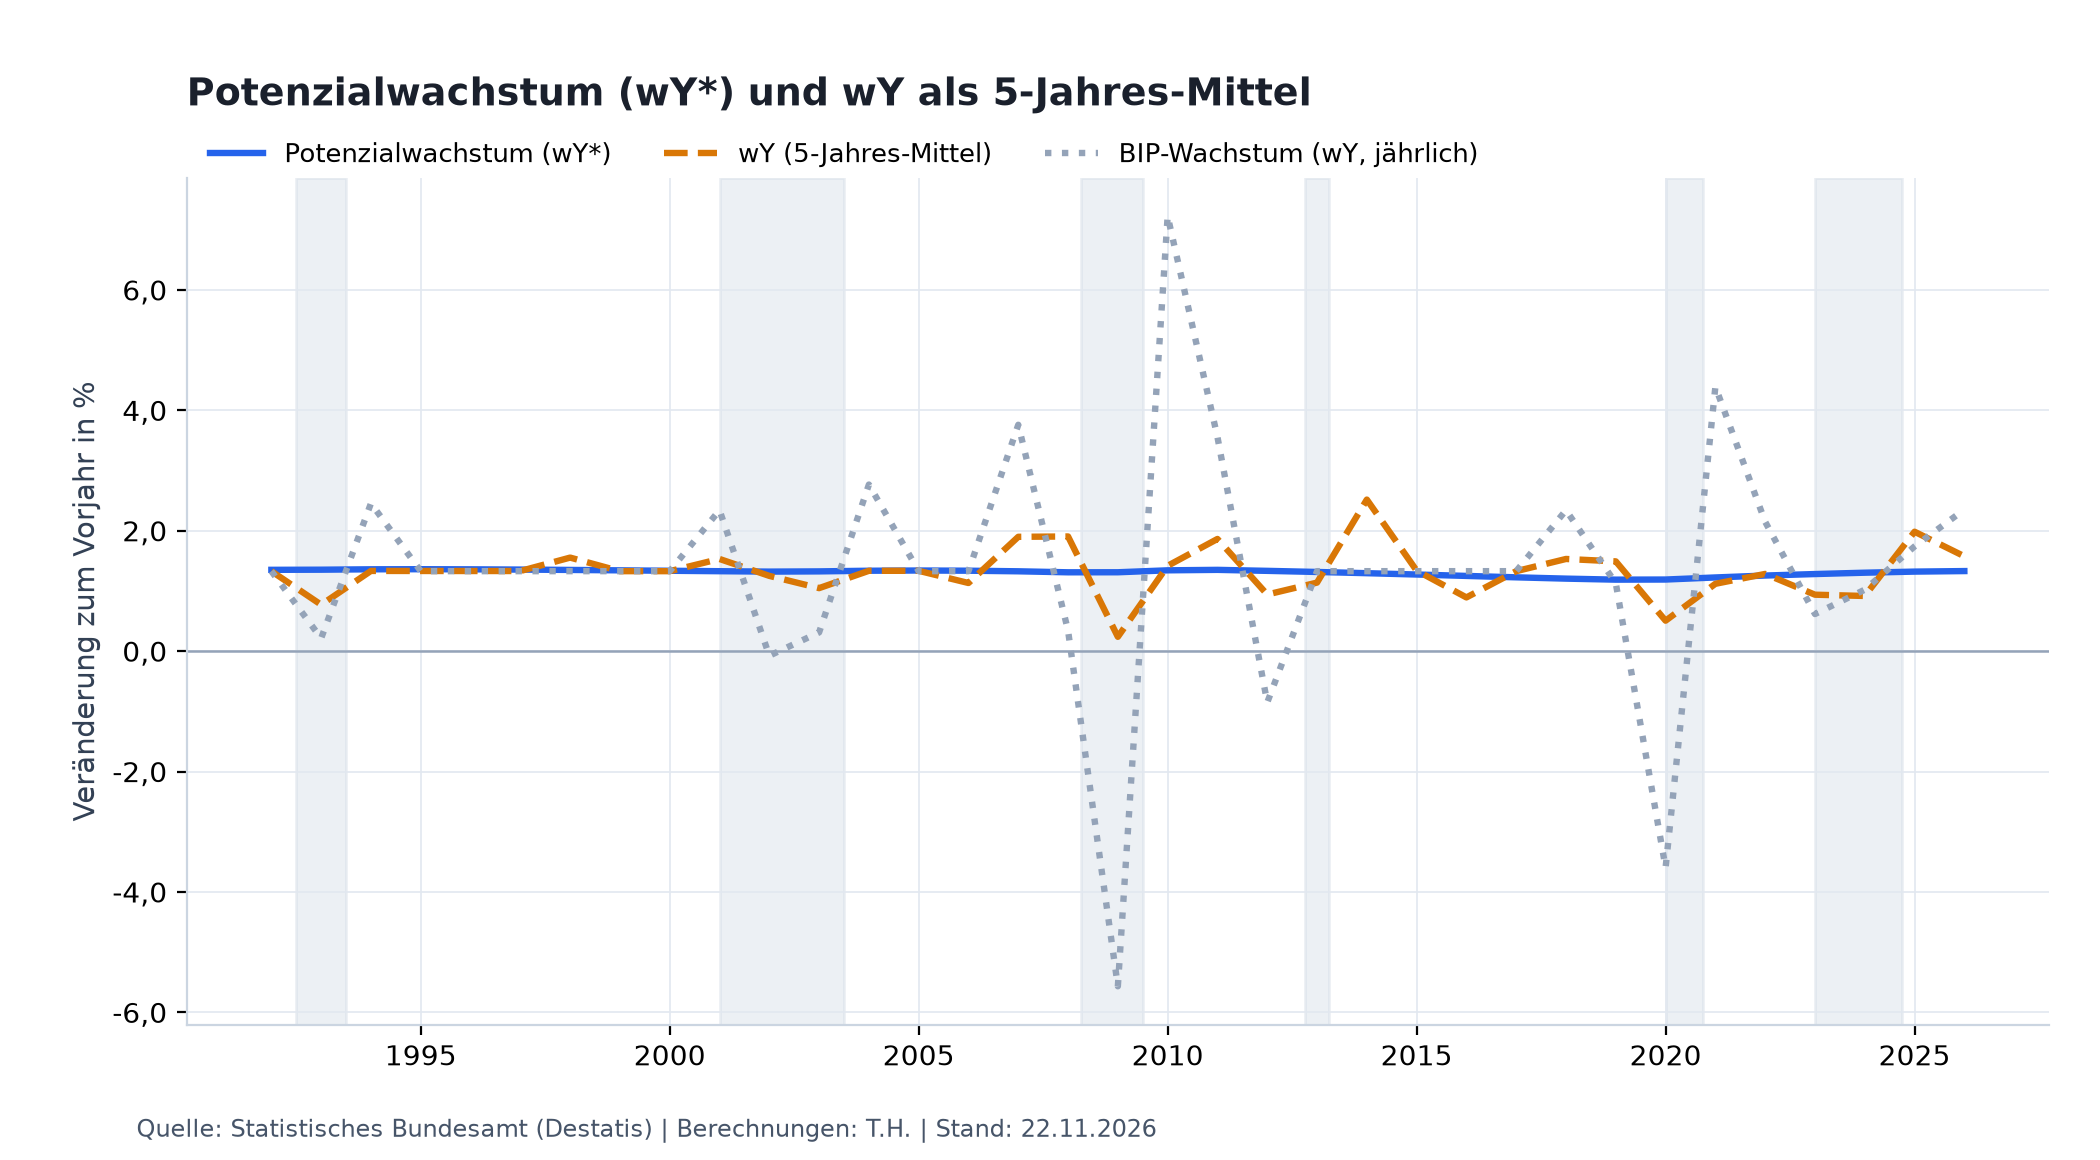 Potenzialwachstum (wY*) und wY als 5-Jahres-Mittel
Potenzialwachstum (wY*)
wY (5-Jahres-Mittel)
BIP-Wachstum (wY, jährlich)
Veränderung zum Vorjahr in %
6,0
4,0
2,0
0,0
-2,0
-4,0
-6,0
1995
2000
2005
2010
2015
2020
2025
Quelle: Statistisches Bundesamt (Destatis) | Berechnungen: T.H. | Stand: 22.11.2026